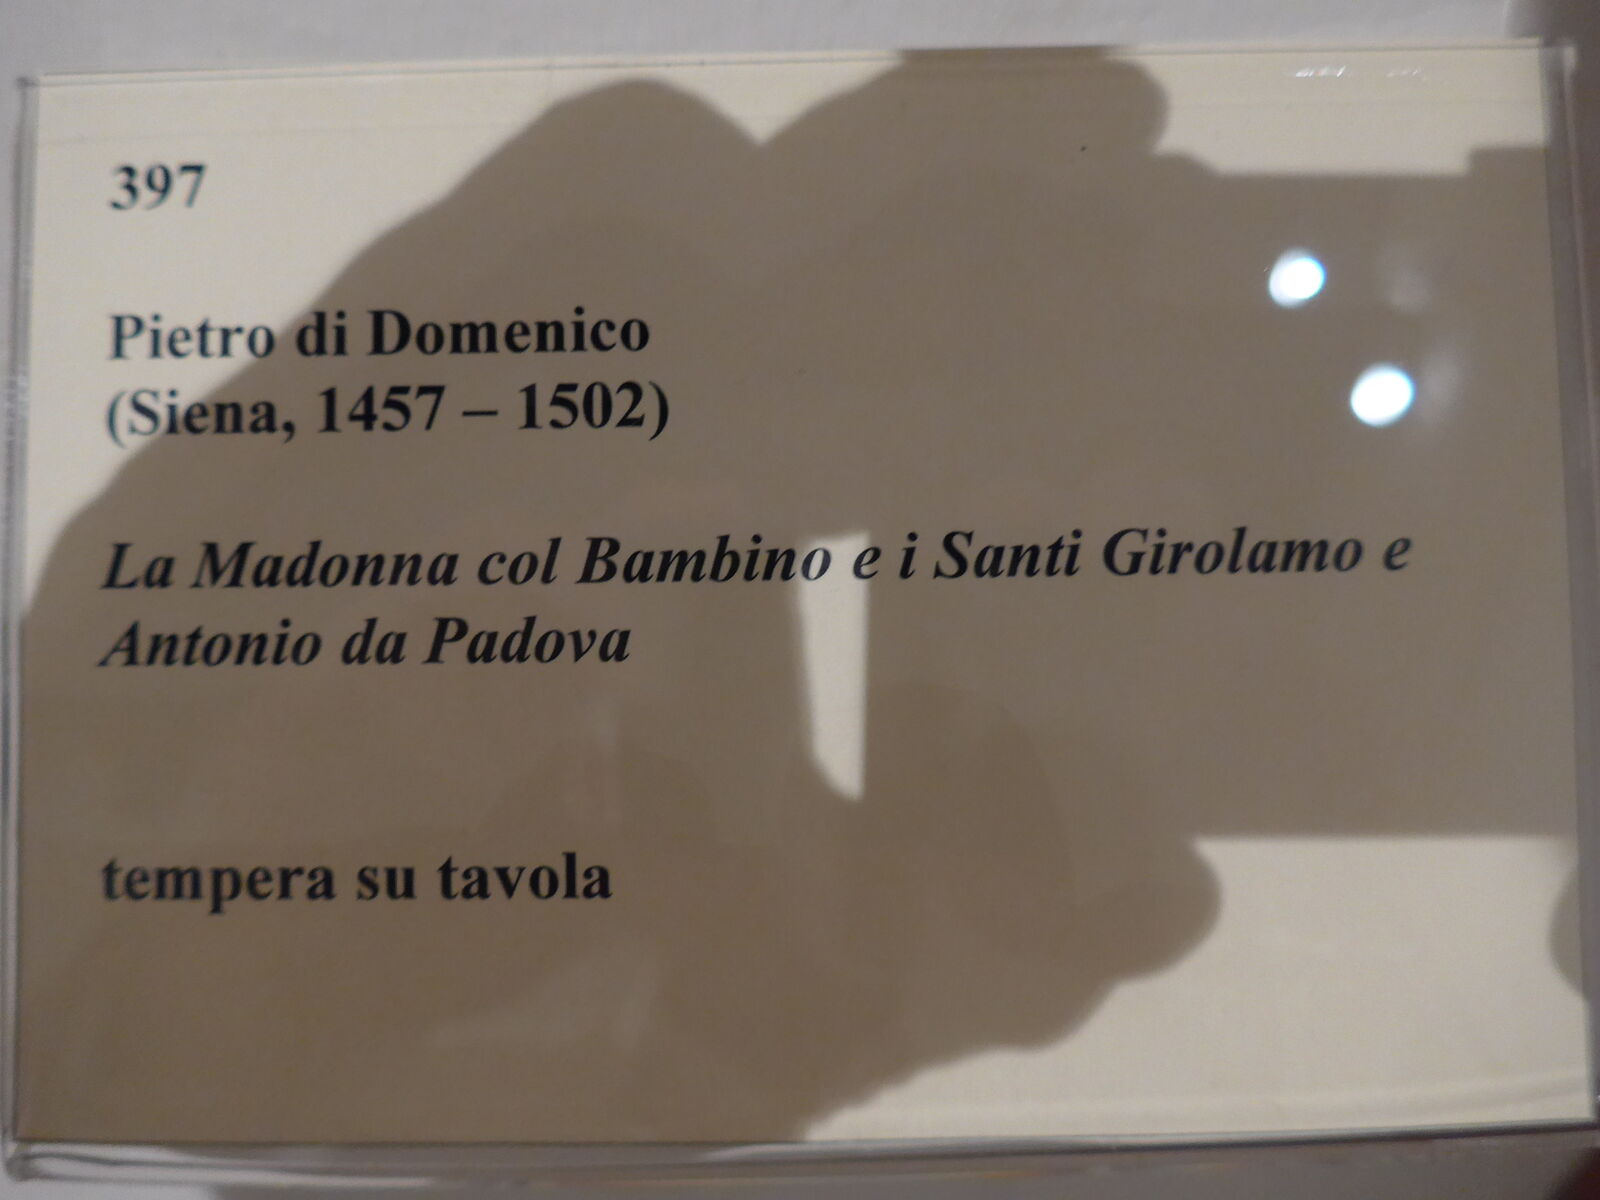 397
Pietro di Domenico
(Siena, 1457 – 1502)
La Madonna col Bambino e i Santi Girolamo e
Antonio da Padova
tempera su tavola